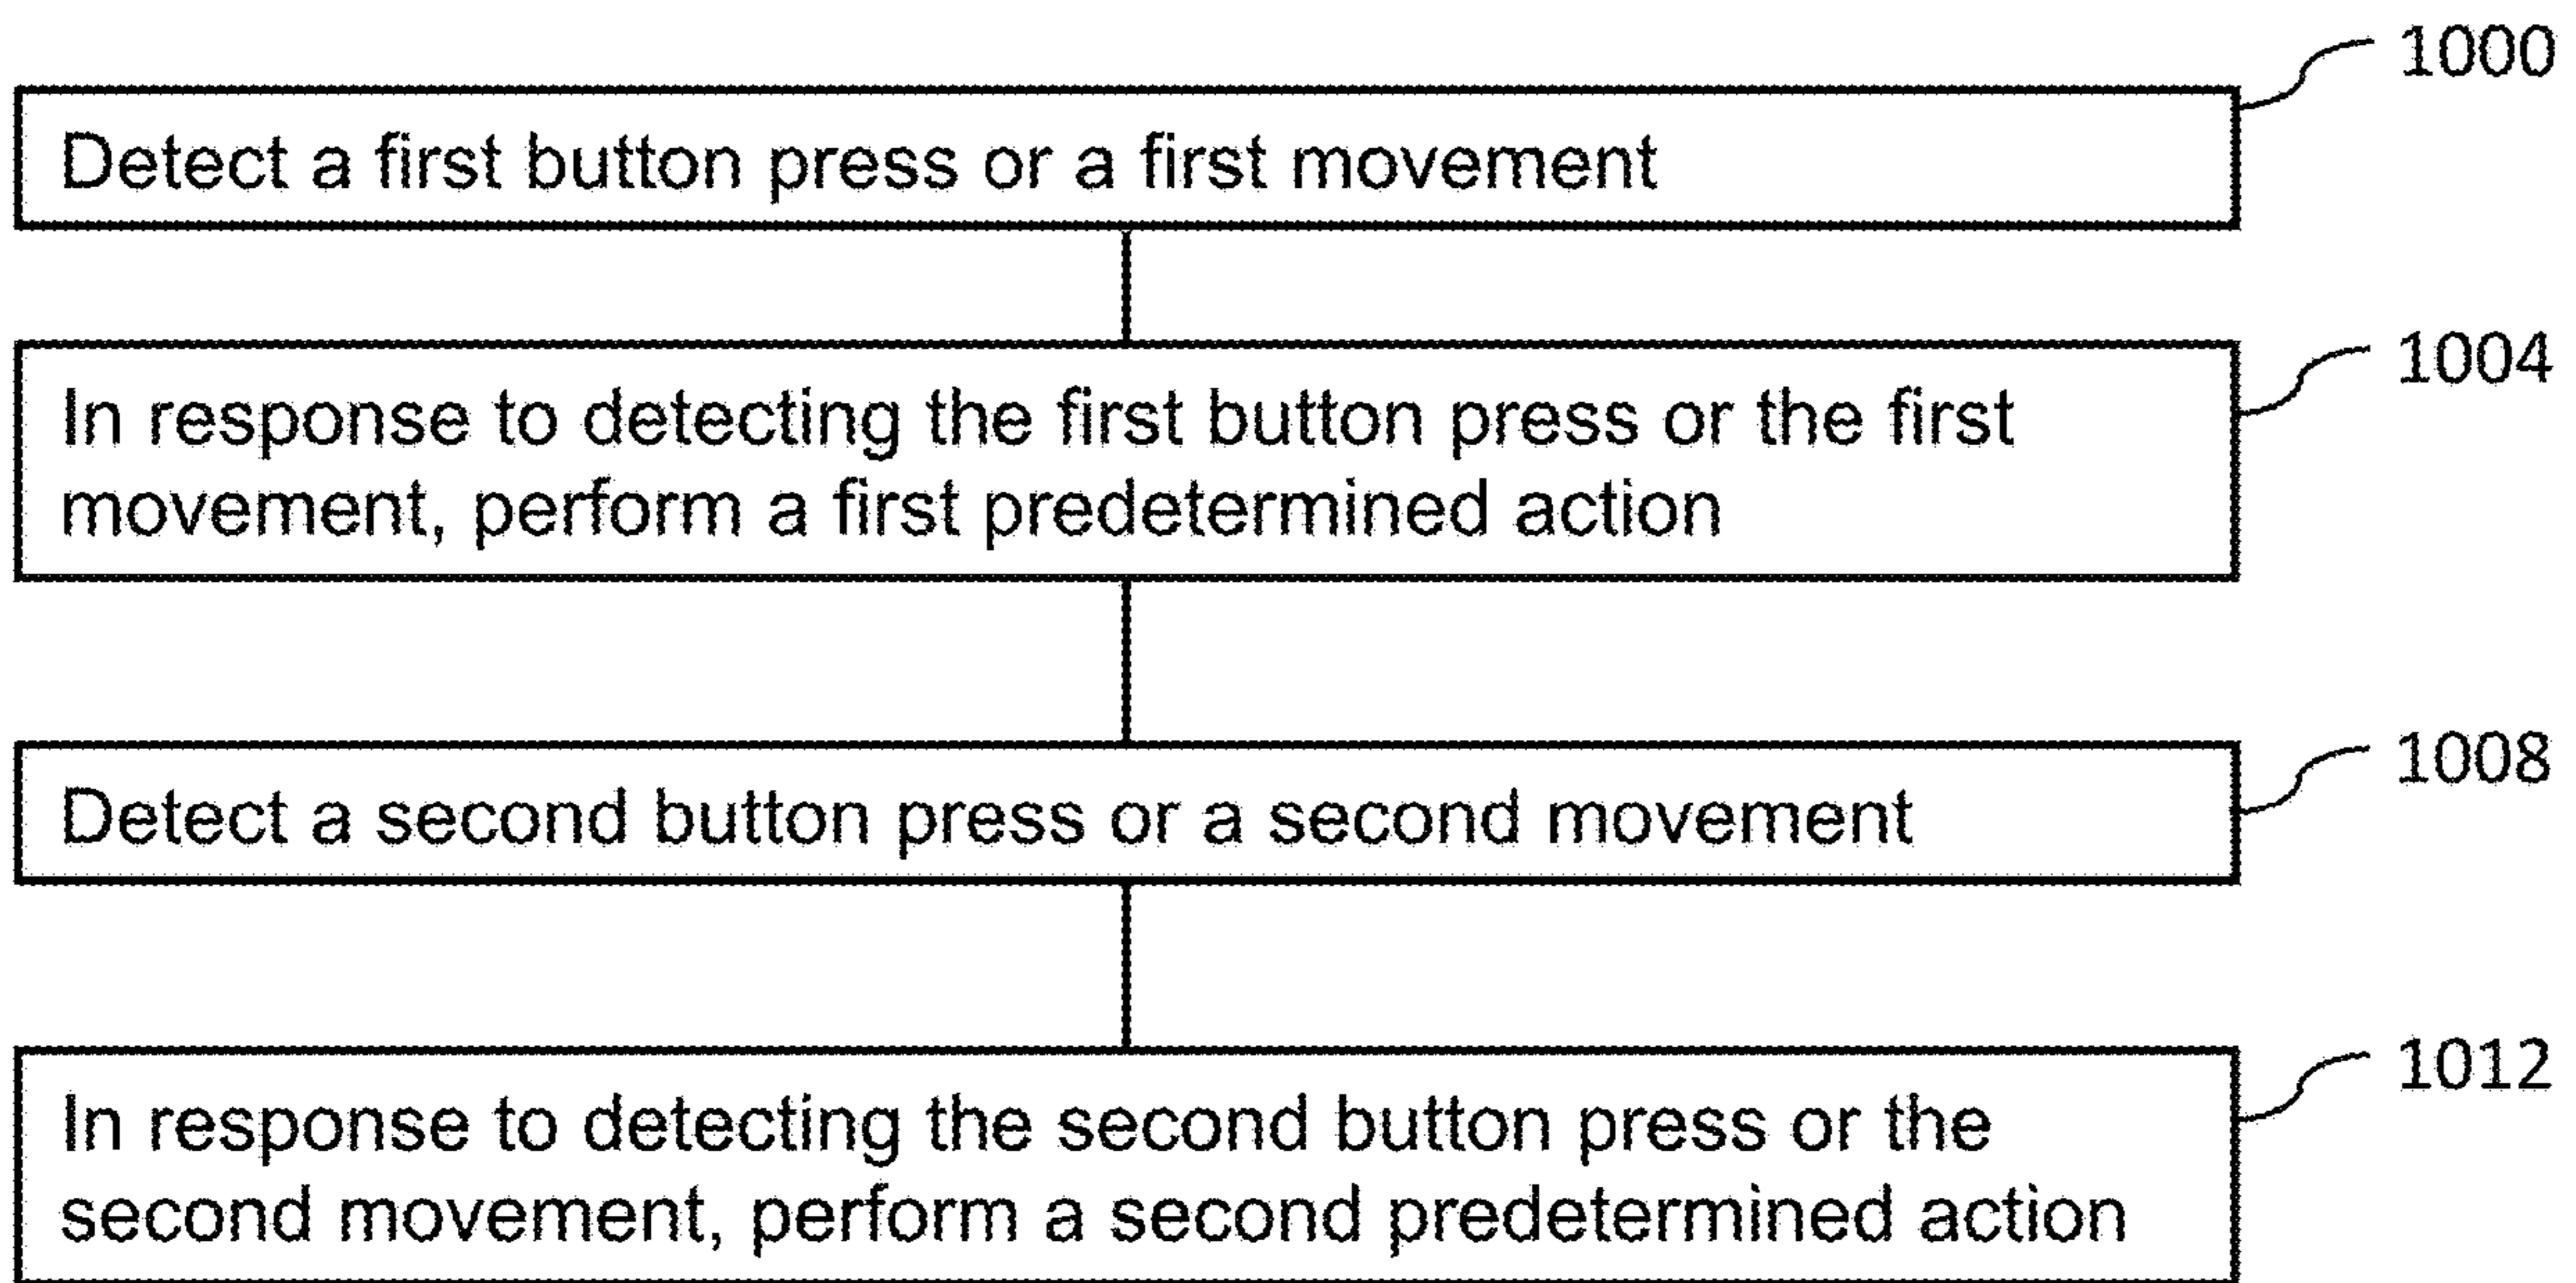 1000
Detect a first button press or a first movement
1004
In response to detecting the first button press or the first
movement, perform a first predetermined action
1008
Detect a second button press or a second movement
1012
In response to detecting the second button press or the
second movement, perform a second predetermined action